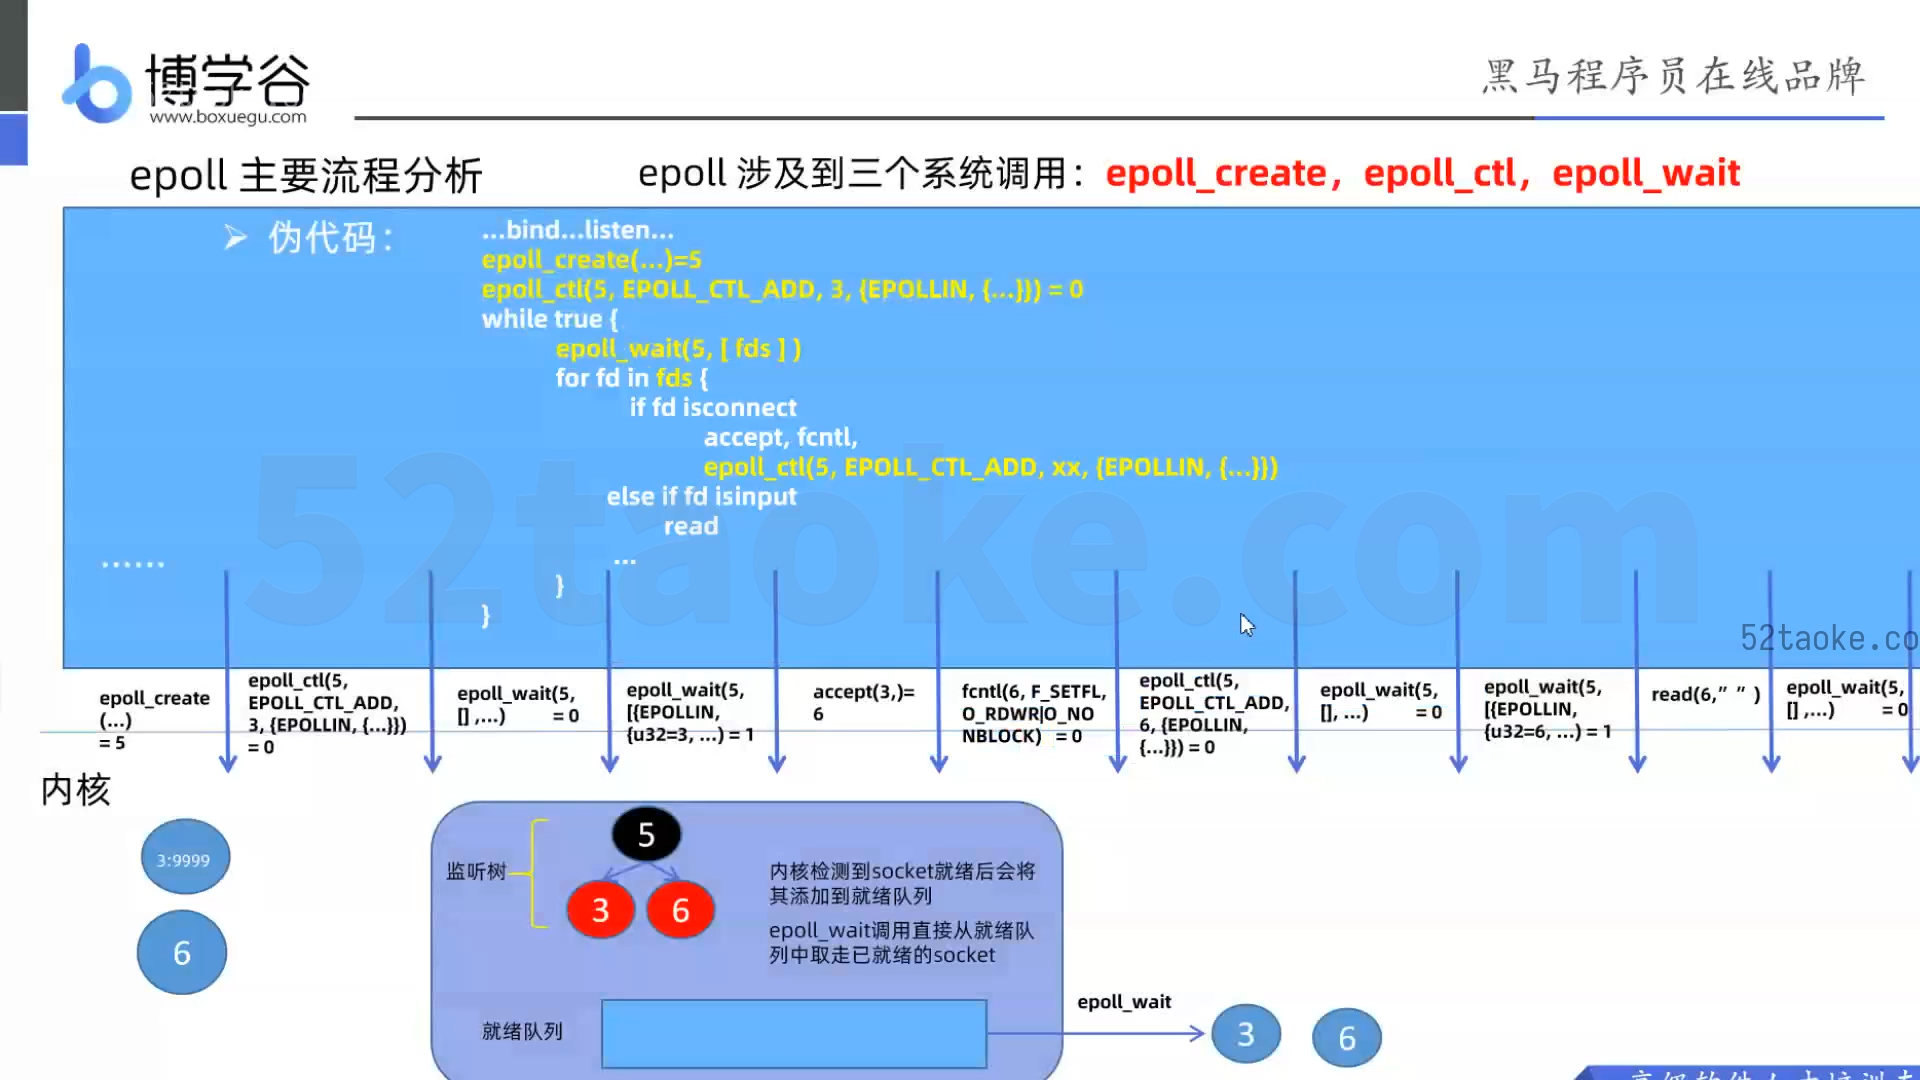 博学谷
www.boxuegu.com
黑马程序员在线品牌
epoll 主要流程分析
epoll 涉及到三个系统调用：epoll_create，epoll_ctl，epoll_wait
➢ 伪代码：
...bind...listen...
epoll_create(...)=5
epoll_ctl(5, EPOLL_CTL_ADD, 3, {EPOLLIN, {...}}) = 0
while true {
epoll_wait(5, [ fds ] )
for fd in fds {
if fd isconnect
accept, fcntl,
epoll_ctl(5, EPOLL_CTL_ADD, xx, {EPOLLIN, {...}})
else if fd isinput
read
...
}
}
......
52taoke.com
52taoke.co
epoll_create
(...)
= 5
epoll_ctl(5,
EPOLL_CTL_ADD,
3, {EPOLLIN, {...}})
= 0
epoll_wait(5,
[] ,...) = 0
epoll_wait(5,
[{EPOLLIN,
{u32=3, ...) = 1
accept(3,)=
6
fcntl(6, F_SETFL,
O_RDWR|O_NO
NBLOCK) = 0
epoll_ctl(5,
EPOLL_CTL_ADD,
6, {EPOLLIN,
{...}}) = 0
epoll_wait(5,
[], ...) = 0
epoll_wait(5,
[{EPOLLIN,
{u32=6, ...) = 1
read(6,” ” )
epoll_wait(5,
[] ,...) = 0
内核
3:9999
6
监听树
5
3
6
内核检测到socket就绪后会将
其添加到就绪队列
epoll_wait调用直接从就绪队
列中取走已就绪的socket
就绪队列
epoll_wait
3
6